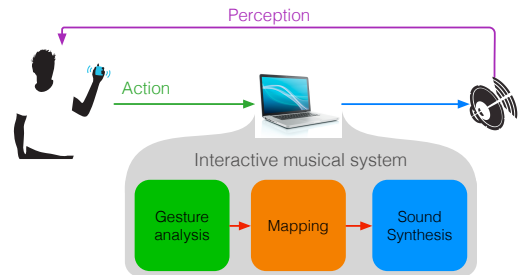 Perception
Action
Interactive musical system
Gesture
analysis
Mapping
Sound
Synthesis